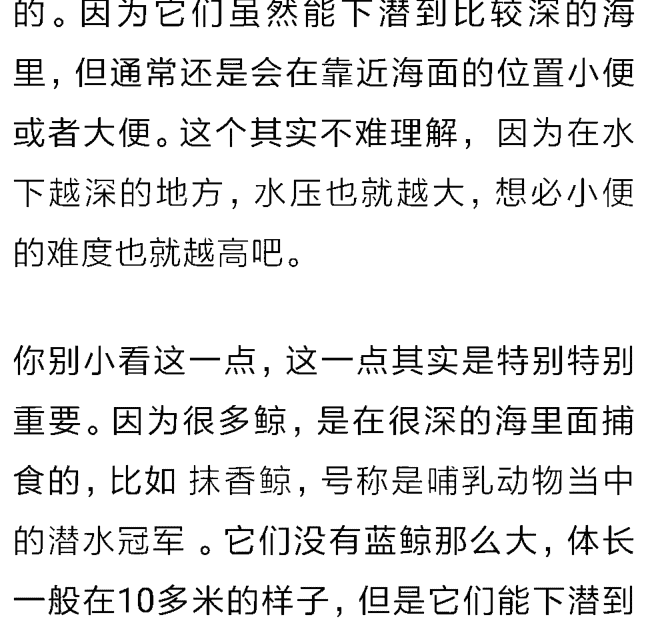 的。因为它们虽然能下潜到比较深的海
里，但通常还是会在靠近海面的位置小便
或者大便。这个其实不难理解，因为在水
下越深的地方，水压也就越大，想必小便
的难度也就越高吧。
你别小看这一点，这一点其实是特别特别
重要。因为很多鲸，是在很深的海里面捕
食的，比如 抹香鲸，号称是哺乳动物当中
的潜水冠军 。它们没有蓝鲸那么大，体长
一般在10多米的样子，但是它们能下潜到